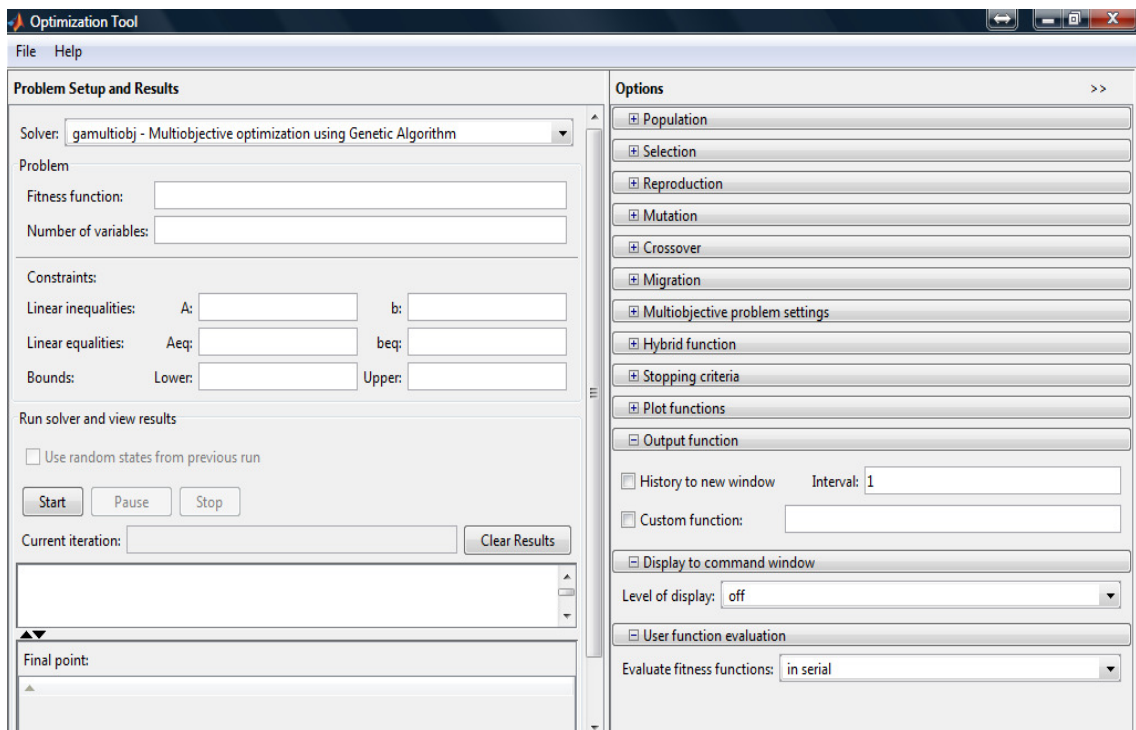 Optimization Tool
File Help
Problem Setup and Results
Solver: gamultiobj - Multiobjective optimization using Genetic Algorithm
Problem
Fitness function:
Number of variables:
Constraints:
Linear inequalities: A: b:
Linear equalities: Aeq: beq:
Bounds: Lower: Upper:
Run solver and view results
Use random states from previous run
Start Pause Stop
Current iteration: Clear Results
Final point:
Options >>
Population
Selection
Reproduction
Mutation
Crossover
Migration
Multiobjective problem settings
Hybrid function
Stopping criteria
Plot functions
Output function
History to new window Interval: 1
Custom function:
Display to command window
Level of display: off
User function evaluation
Evaluate fitness functions: in serial